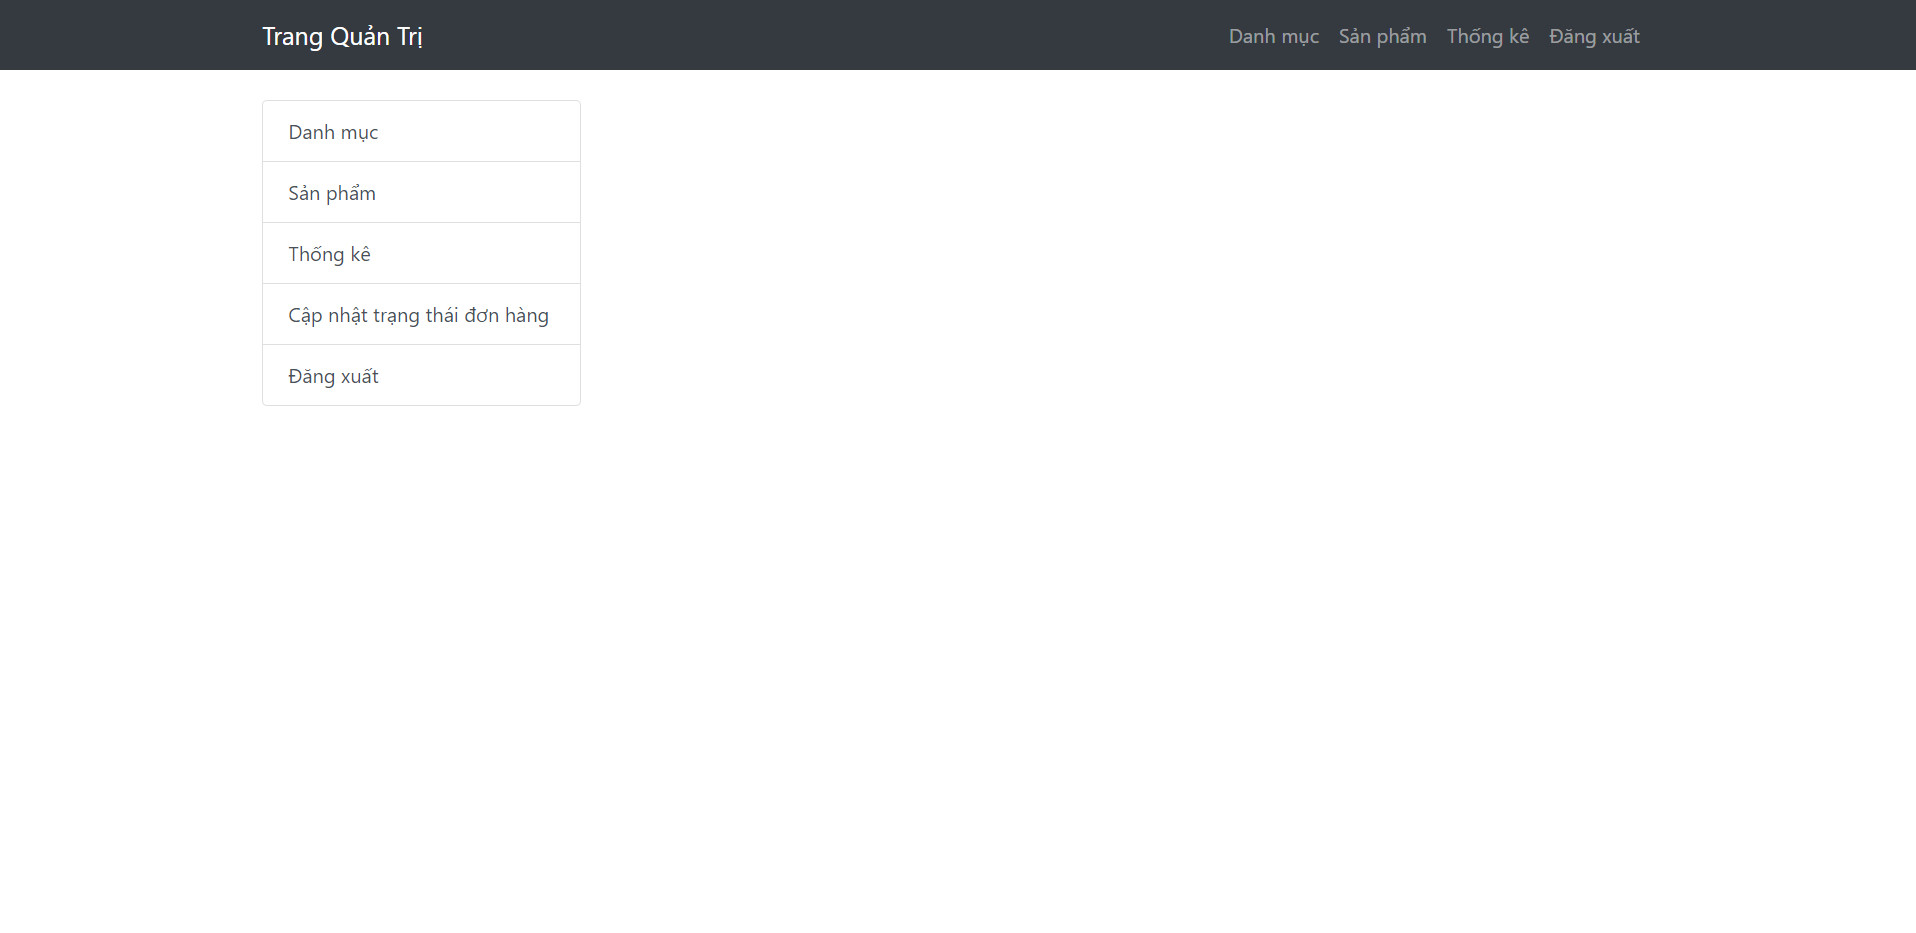 Trang Quản Trị
Danh mục Sản phẩm Thống kê Đăng xuất
Danh mục
Sản phẩm
Thống kê
Cập nhật trạng thái đơn hàng
Đăng xuất